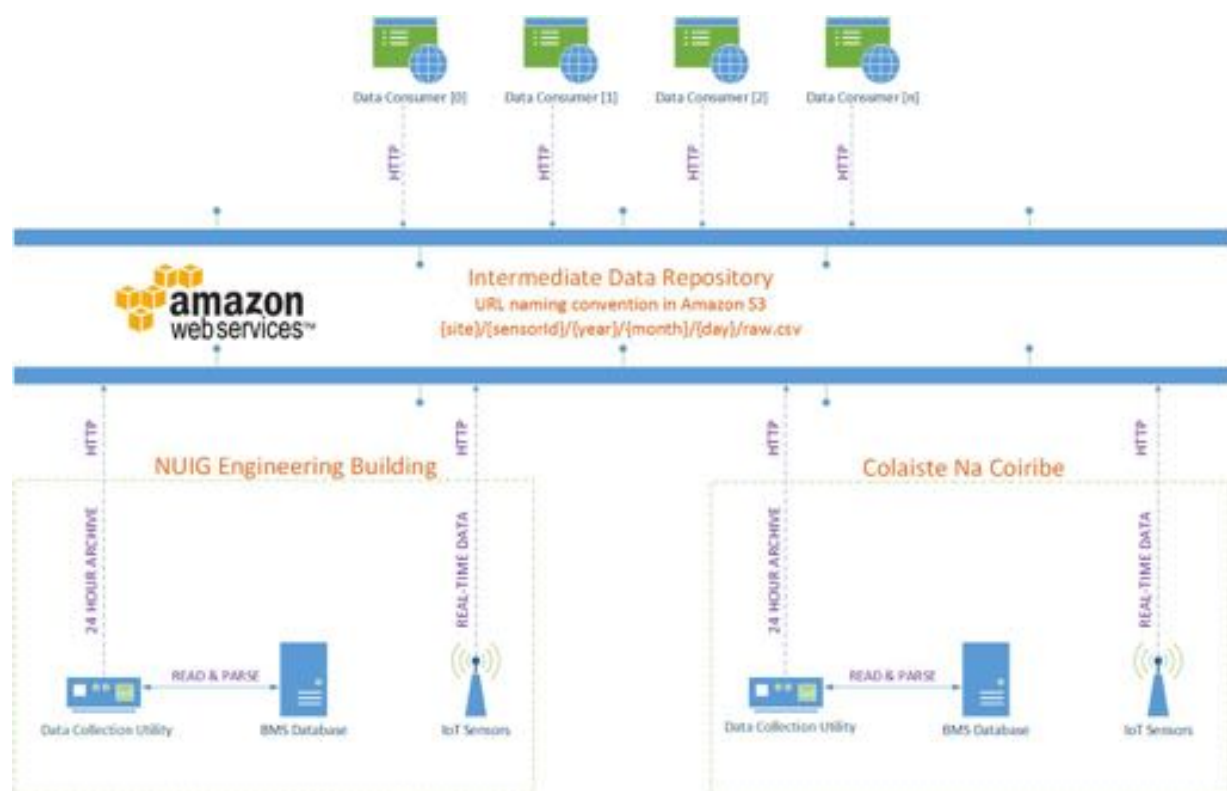 Data Consumer [0]
Data Consumer [1]
Data Consumer [2]
Data Consumer [n]
HTTP
HTTP
HTTP
HTTP
amazon
webservices™
Intermediate Data Repository
URL naming convention in Amazon S3
{site}/{sensorId}/{year}/{month}/{day}/raw.csv
HTTP
HTTP
HTTP
HTTP
NUIG Engineering Building
Colaiste Na Coiribe
24 HOUR ARCHIVE
REAL-TIME DATA
24 HOUR ARCHIVE
REAL-TIME DATA
READ & PARSE
READ & PARSE
Data Collection Utility
BMS Database
IoT Sensors
Data Collection Utility
BMS Database
IoT Sensors